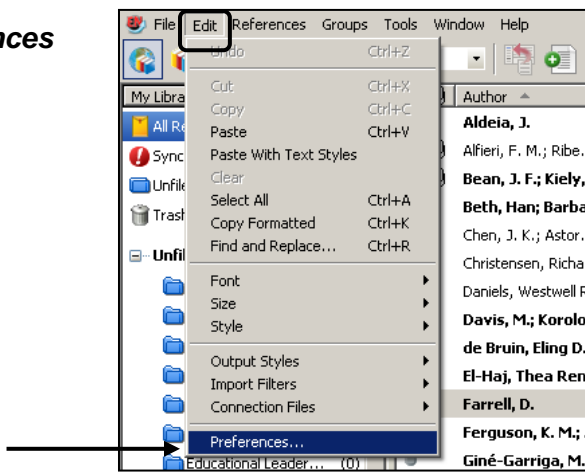 nces
File Edit References Groups Tools Window Help
Undo Ctrl+Z
My Libra Author
Cut Ctrl+X
Copy Ctrl+C
Paste Ctrl+V
Paste With Text Styles
Clear
Select All Ctrl+A
Copy Formatted Ctrl+K
Find and Replace... Ctrl+R
Font
Size
Style
Output Styles
Import Filters
Connection Files
Preferences...
All Re
Sync
Unfile
Trash
Unfil
Educational Leader... (0)
Aldeia, J.
Alfieri, F. M.; Ribe.
Bean, J. F.; Kiely,
Beth, Han; Barba
Chen, J. K.; Astor.
Christensen, Richa
Daniels, Westwell R
Davis, M.; Korolo
de Bruin, Eling D.
El-Haj, Thea Ren
Farrell, D.
Ferguson, K. M.;
Giné-Garriga, M.